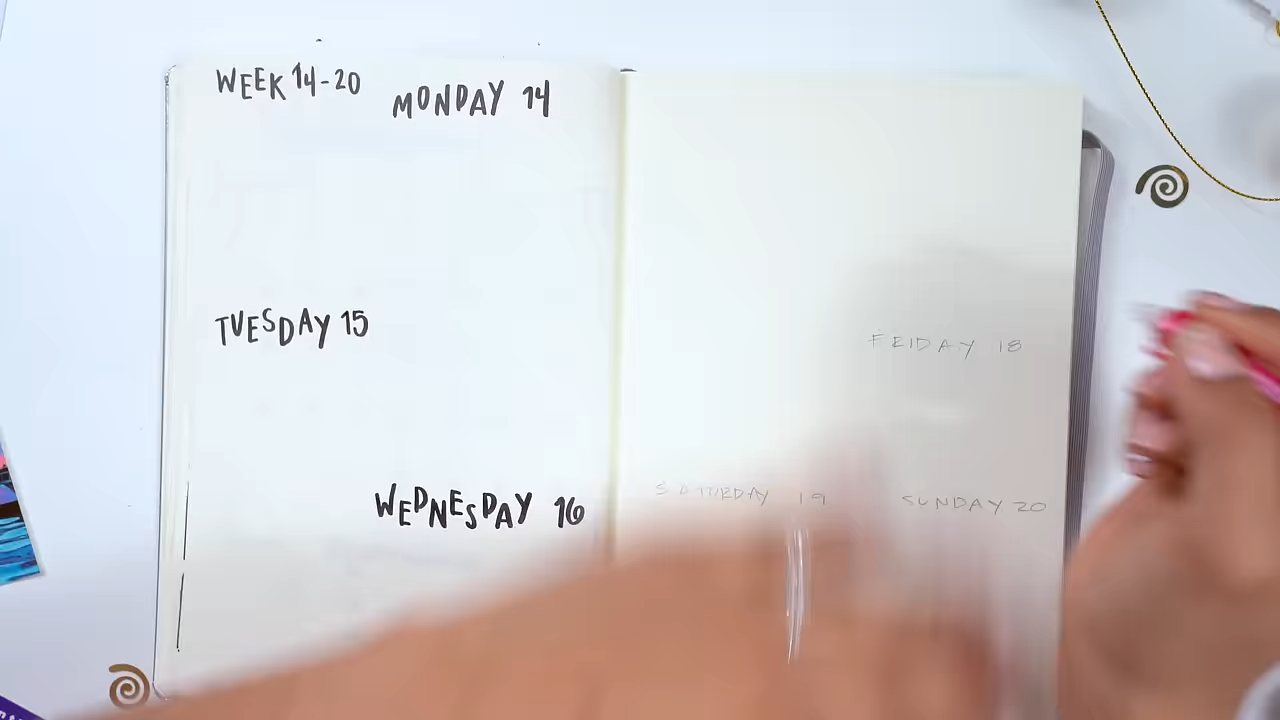 WEEK 14-20
MONDAY 14
TUESDAY 15
WEDNESDAY 16
FRIDAY 18
SATURDAY 19
SUNDAY 20